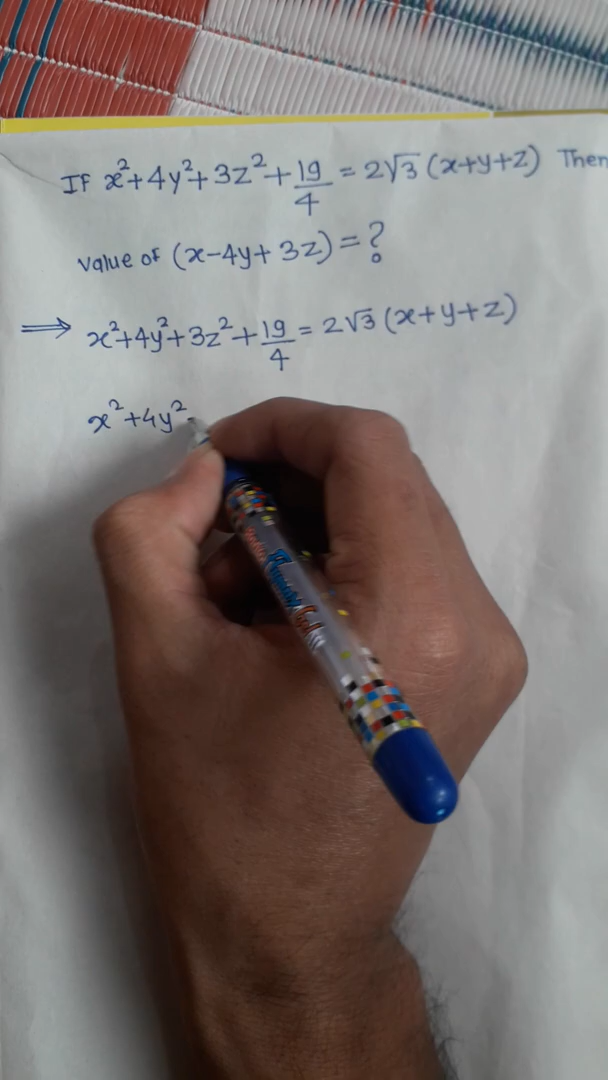 If x²+4y²+3z²+19/4 = 2√3 (x+y+z) Then
value of (x-4y+3z) = ?
⟹ x²+4y²+3z²+19/4 = 2√3 (x+y+z)
x²+4y²